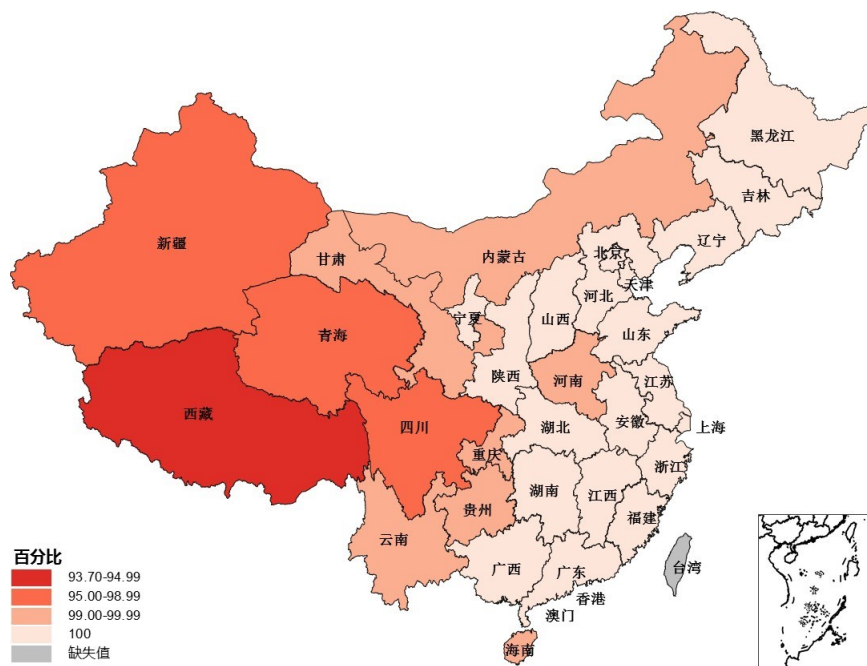 黑龙江
吉林
辽宁
新疆
甘肃
内蒙古
北京
天津
河北
宁夏
山西
山东
青海
陕西
河南
江苏
西藏
四川
湖北
安徽
上海
重庆
浙江
湖南
江西
贵州
福建
云南
广西
广东
台湾
香港
澳门
海南
百分比
93.70-94.99
95.00-98.99
99.00-99.99
100
缺失值